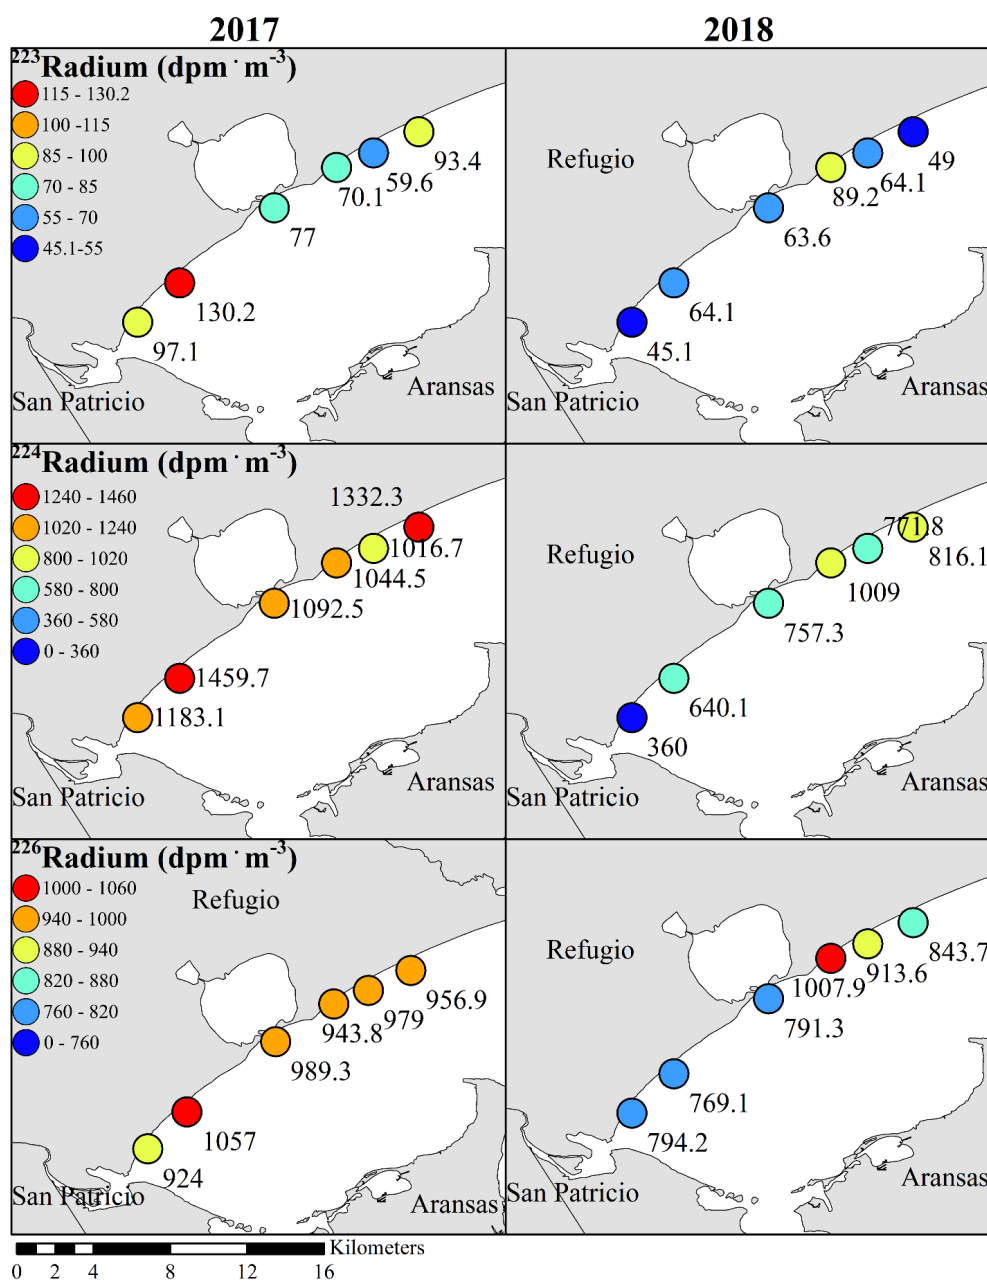 2017
2018
223Radium (dpm·m-3)
115 - 130.2
100 -115
85 - 100
70 - 85
55 - 70
45.1-55
93.4
59.6
70.1
77
130.2
97.1
San Patricio
Aransas
Refugio
49
64.1
89.2
63.6
64.1
45.1
San Patricio
Aransas
224Radium (dpm·m-3)
1240 - 1460
1020 - 1240
800 - 1020
580 - 800
360 - 580
0 - 360
1332.3
1016.7
1044.5
1092.5
1459.7
1183.1
San Patricio
Aransas
Refugio
771.8
816.1
1009
757.3
640.1
360
San Patricio
Aransas
226Radium (dpm·m-3)
1000 - 1060
940 - 1000
880 - 940
820 - 880
760 - 820
0 - 760
Refugio
956.9
979
943.8
989.3
1057
924
San Patricio
Aransas
Refugio
843.7
913.6
1007.9
791.3
769.1
794.2
San Patricio
Aransas
Kilometers
0 2 4 8 12 16